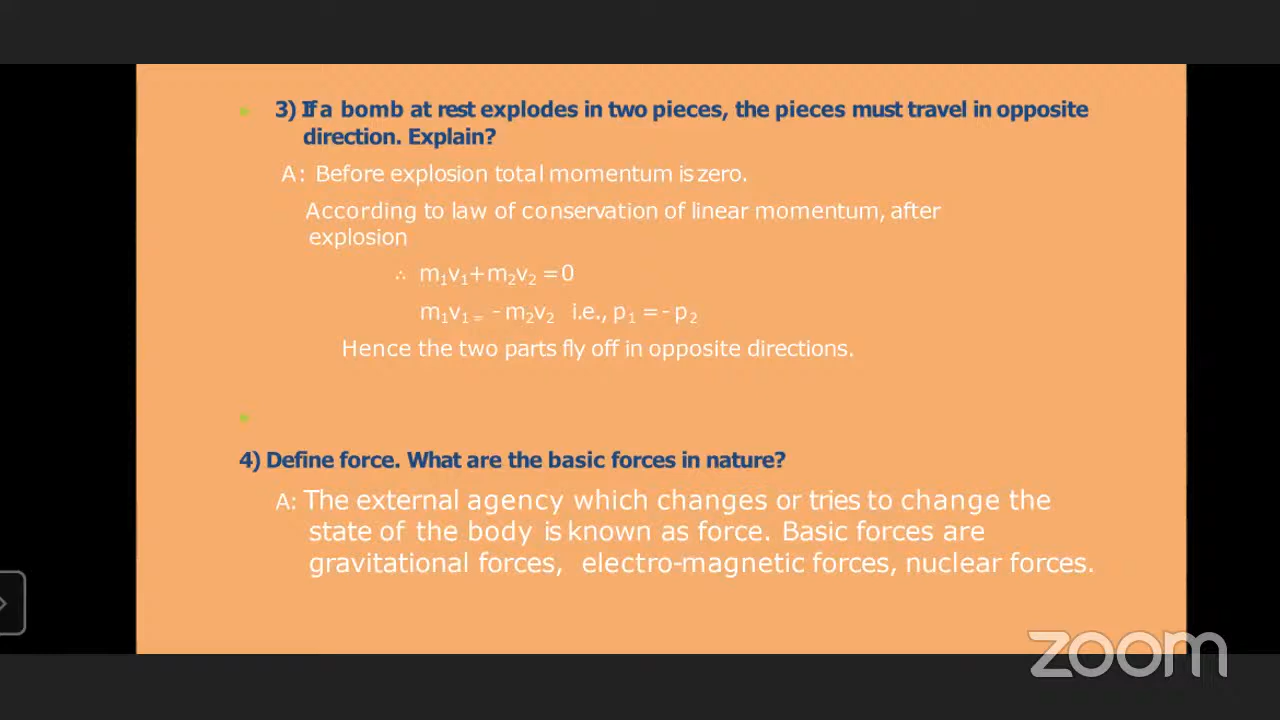 3) If a bomb at rest explodes in two pieces, the pieces must travel in opposite
direction. Explain?
A: Before explosion total momentum is zero.
According to law of conservation of linear momentum, after
explosion
∴ m₁v₁+m₂v₂ =0
m₁v₁ = - m₂v₂ i.e., p₁ =- p₂
Hence the two parts fly off in opposite directions.
4) Define force. What are the basic forces in nature?
A: The external agency which changes or tries to change the
state of the body is known as force. Basic forces are
gravitational forces, electro-magnetic forces, nuclear forces.
zoom